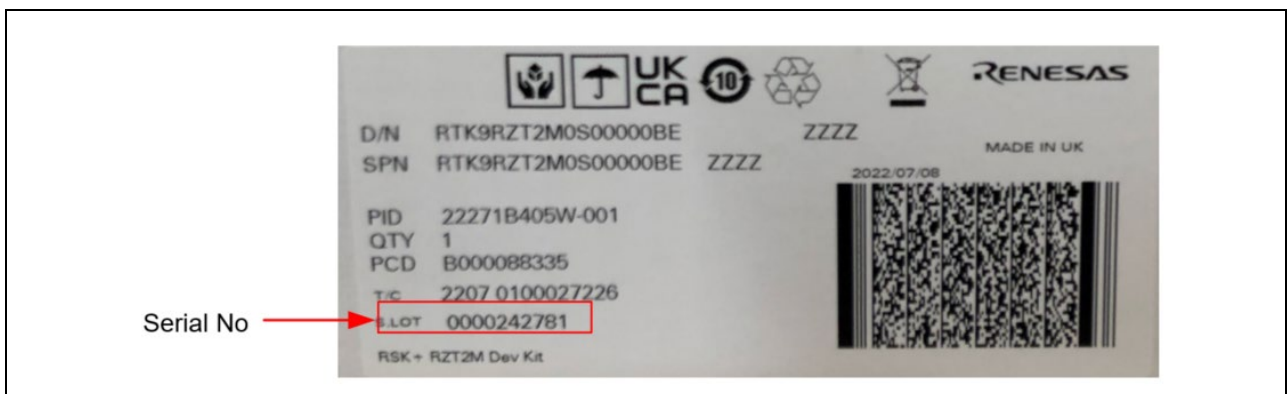 UK
CA
10
RENESAS
D/N RTK9RZT2M0S00000BE ZZZZ
MADE IN UK
SPN RTK9RZT2M0S00000BE ZZZZ
2022/07/08
PID 22271B405W-001
QTY 1
PCD B000088335
T/C 2207 0100027226
Serial No
S.LOT 0000242781
RSK+ RZT2M Dev Kit